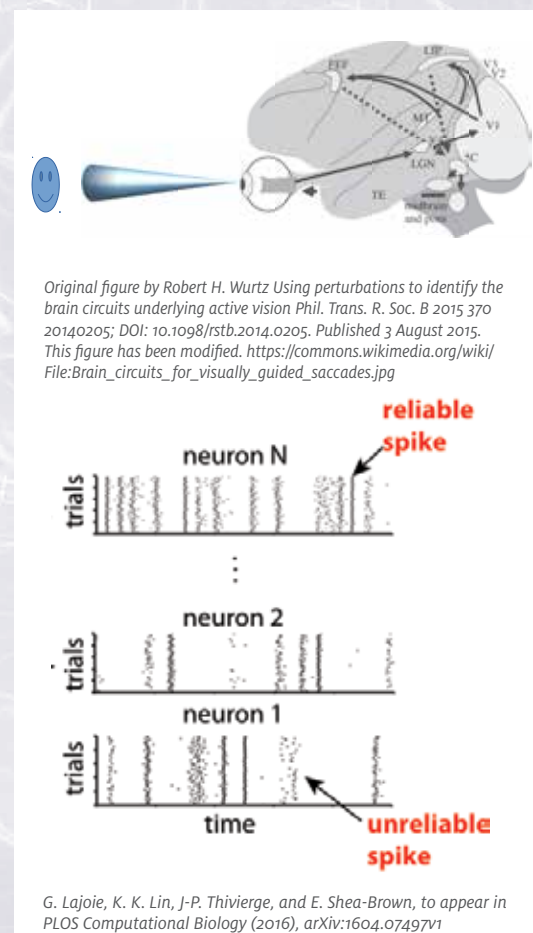 FEF
LIP
V3
V2
MT
V1
LGN
SC
TE
midbrain
and pons
Original figure by Robert H. Wurtz Using perturbations to identify the
brain circuits underlying active vision Phil. Trans. R. Soc. B 2015 370
20140205; DOI: 10.1098/rstb.2014.0205. Published 3 August 2015.
This figure has been modified. https://commons.wikimedia.org/wiki/
File:Brain_circuits_for_visually_guided_saccades.jpg
reliable
spike
neuron N
trials
⋮
neuron 2
trials
neuron 1
trials
time
unreliable
spike
G. Lajoie, K. K. Lin, J-P. Thivierge, and E. Shea-Brown, to appear in
PLOS Computational Biology (2016), arXiv:1604.07497v1